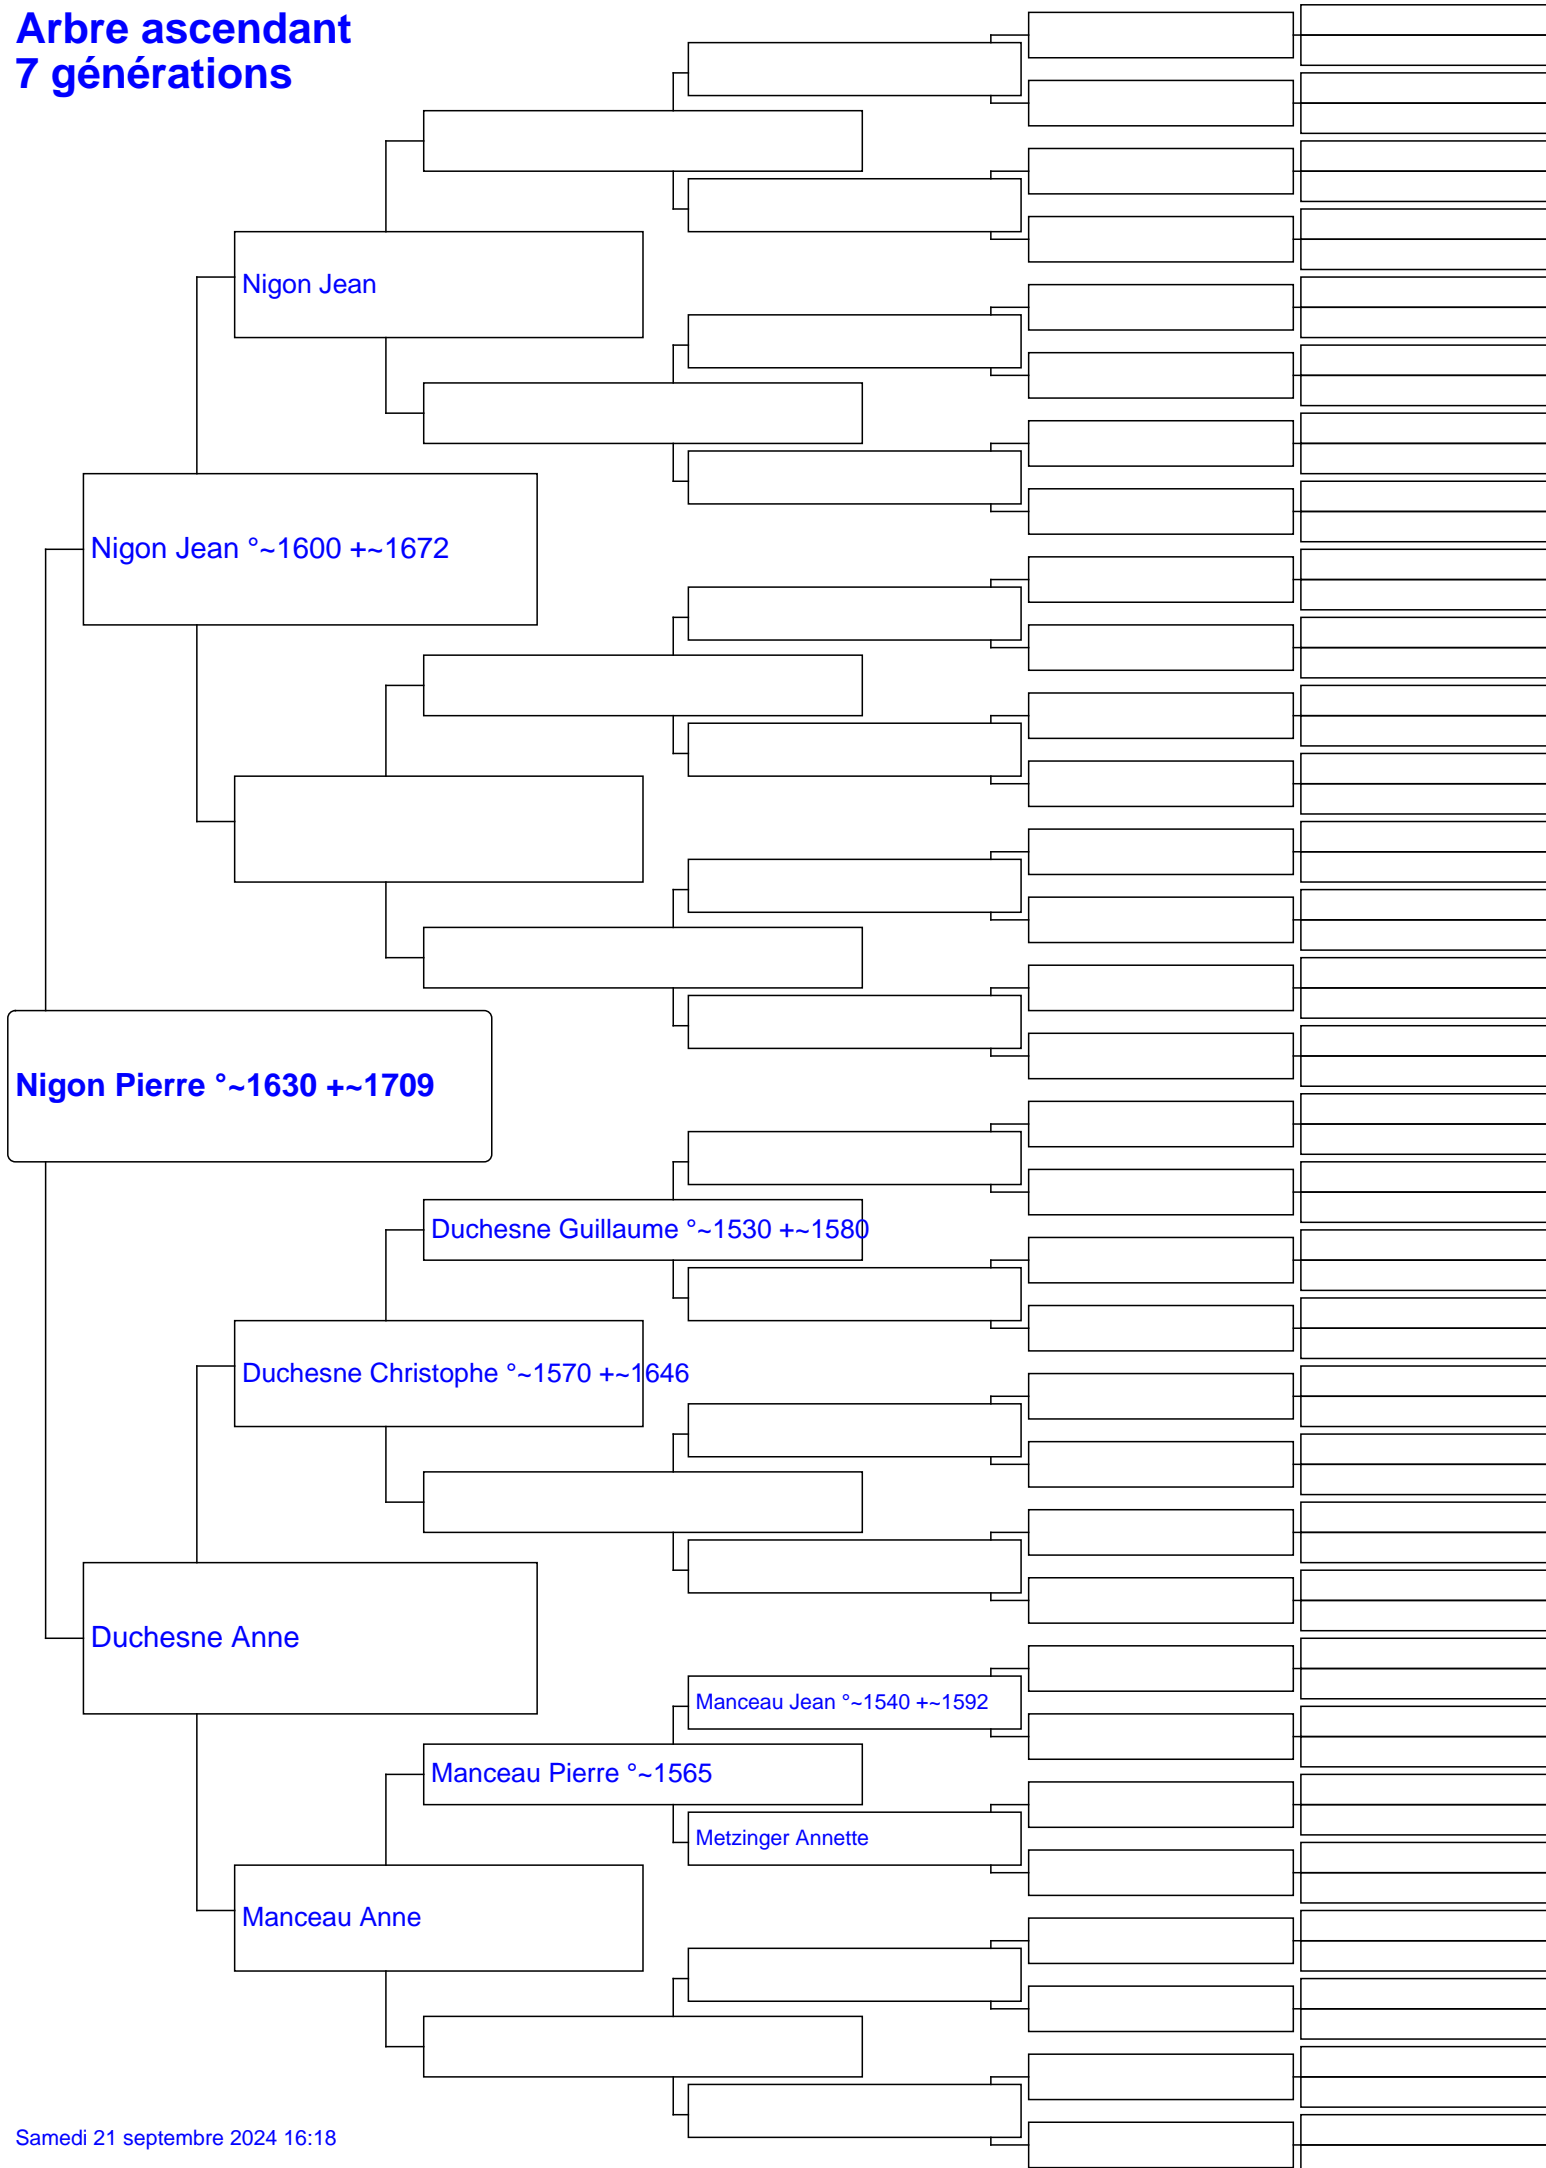 Arbre ascendant
7 générations
Nigon Jean
Nigon Jean °~1600 +~1672
Nigon Pierre °~1630 +~1709
Duchesne Guillaume °~1530 +~1580
Duchesne Christophe °~1570 +~1646
Duchesne Anne
Manceau Jean °~1540 +~1592
Manceau Pierre °~1565
Metzinger Annette
Manceau Anne
Samedi 21 septembre 2024 16:18